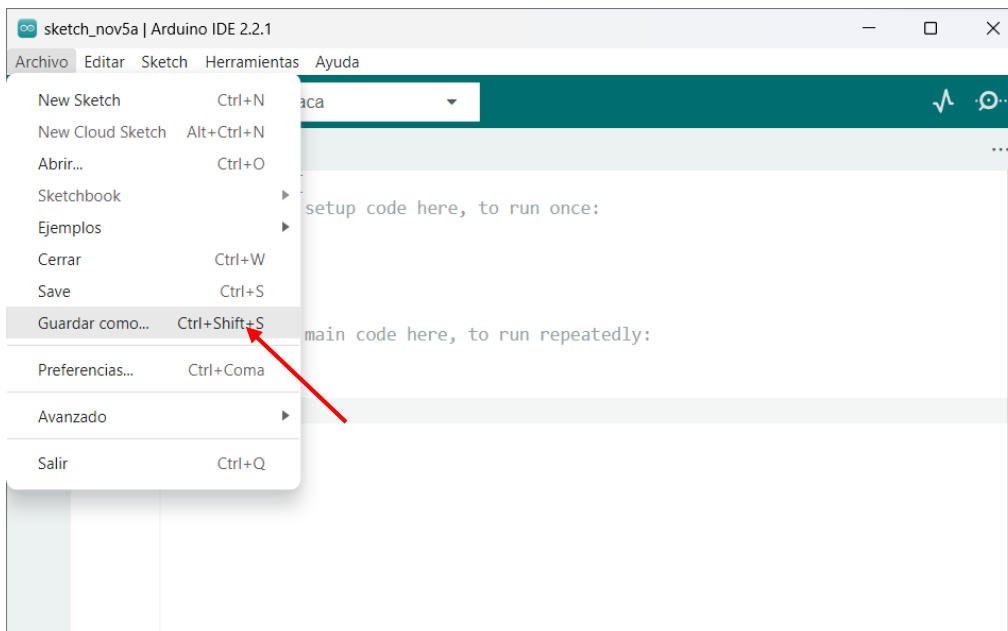 sketch_nov5a | Arduino IDE 2.2.1
Archivo Editar Sketch Herramientas Ayuda
New Sketch Ctrl+N
New Cloud Sketch Alt+Ctrl+N
Abrir... Ctrl+O
Sketchbook
Ejemplos
Cerrar Ctrl+W
Save Ctrl+S
Guardar como... Ctrl+Shift+S
Preferencias... Ctrl+Coma
Avanzado
Salir Ctrl+Q
aca
setup code here, to run once:
main code here, to run repeatedly: